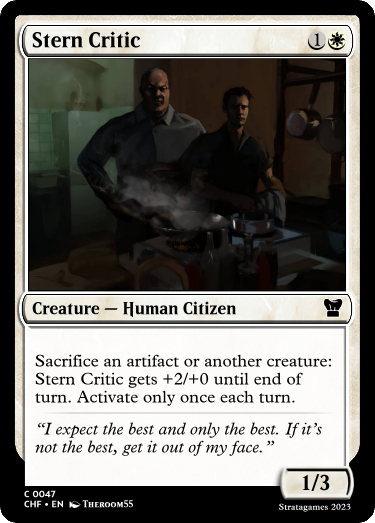 Stern Critic 1
Creature — Human Citizen
Sacrifice an artifact or another creature:
Stern Critic gets +2/+0 until end of
turn. Activate only once each turn.
“I expect the best and only the best. If it’s
not the best, get it out of my face.”
1/3
C 0047
CHF • EN Theroom55
Stratagames 2023